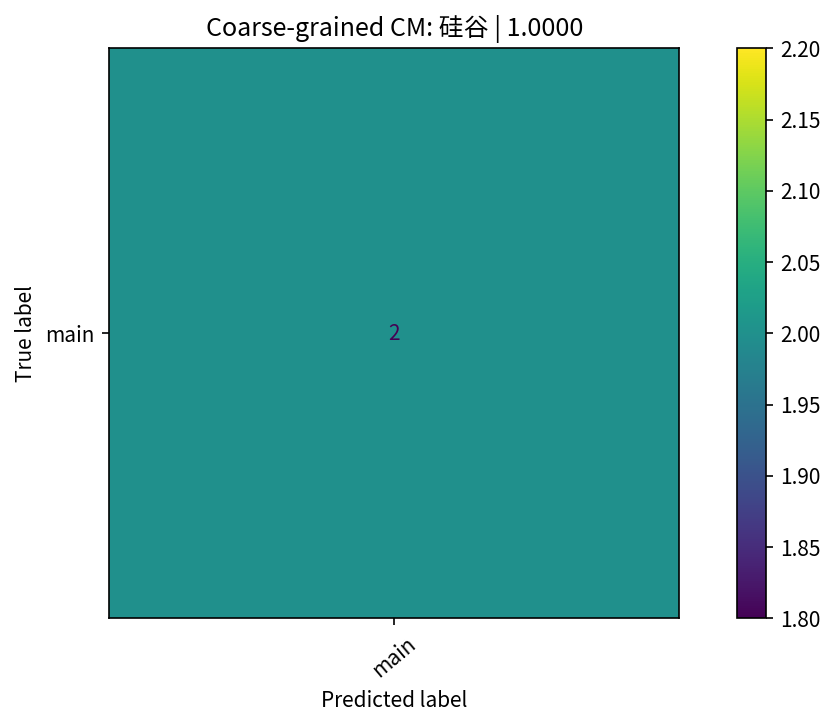 Coarse-grained CM: 硅谷 | 1.0000
True label
main
2
main
Predicted label
2.20
2.15
2.10
2.05
2.00
1.95
1.90
1.85
1.80